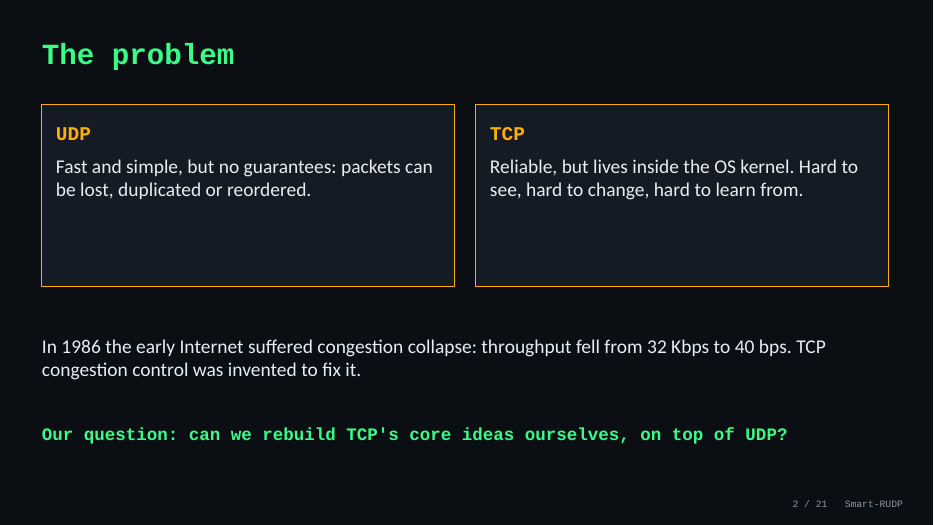 The problem
UDP
Fast and simple, but no guarantees: packets can
be lost, duplicated or reordered.
TCP
Reliable, but lives inside the OS kernel. Hard to
see, hard to change, hard to learn from.
In 1986 the early Internet suffered congestion collapse: throughput fell from 32 Kbps to 40 bps. TCP
congestion control was invented to fix it.
Our question: can we rebuild TCP's core ideas ourselves, on top of UDP?
2 / 21 Smart-RUDP